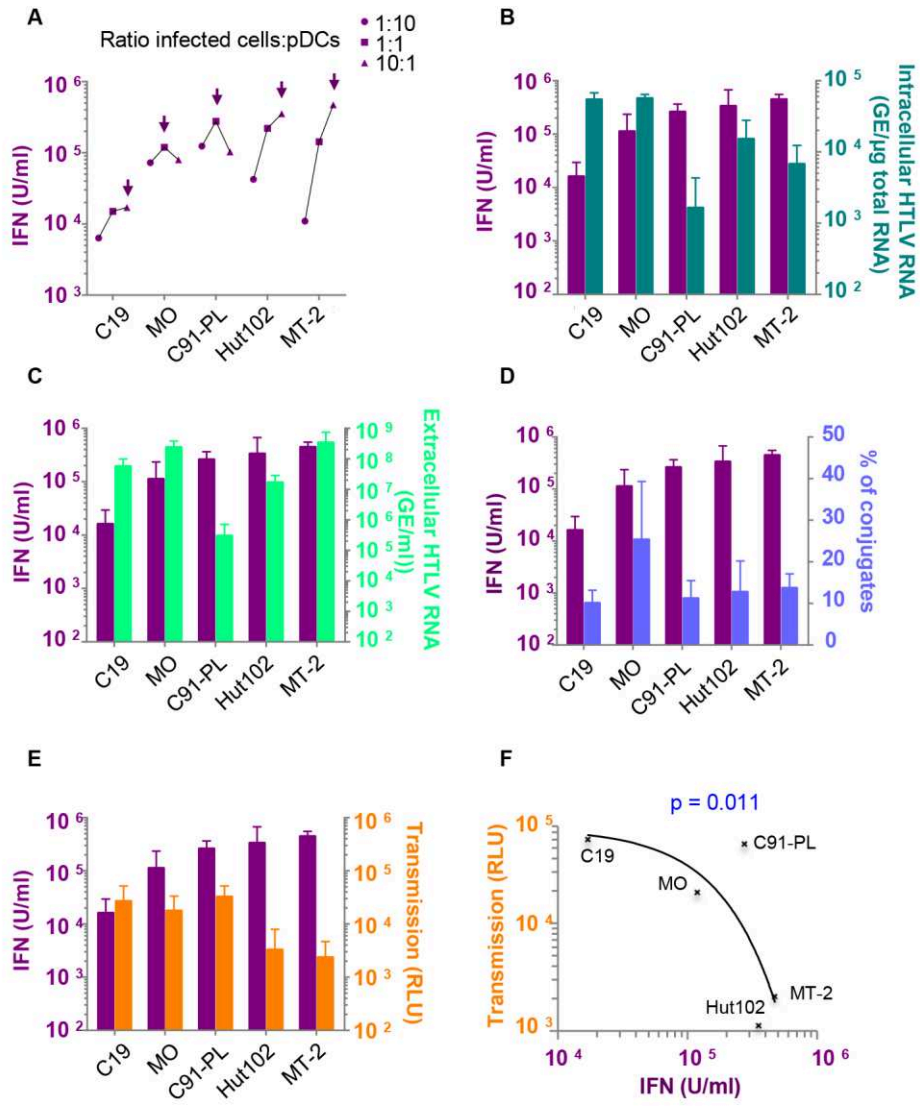 A
Ratio infected cells:pDCs
1:10
1:1
10:1
IFN (U/ml)
10 6
10 5
10 4
10 3
C19
MO
C91-PL
Hut102
MT-2
B
IFN (U/ml)
10 6
10 5
10 4
10 3
10 2
Intracellular HTLV RNA
(GE/µg total RNA)
10 5
10 4
10 3
10 2
C19
MO
C91-PL
Hut102
MT-2
C
IFN (U/ml)
10 6
10 5
10 4
10 3
10 2
Extracellular HTLV RNA
(GE/ml))
10 9
10 8
10 7
10 6
10 5
10 4
10 3
10 2
C19
MO
C91-PL
Hut102
MT-2
D
IFN (U/ml)
10 6
10 5
10 4
10 3
10 2
% of conjugates
50
40
30
20
10
0
C19
MO
C91-PL
Hut102
MT-2
E
IFN (U/ml)
10 6
10 5
10 4
10 3
10 2
Transmission (RLU)
10 6
10 5
10 4
10 3
10 2
C19
MO
C91-PL
Hut102
MT-2
F
p = 0.011
Transmission (RLU)
10 5
10 4
10 3
C19
C91-PL
MO
MT-2
Hut102
10 4
10 5
10 6
IFN (U/ml)